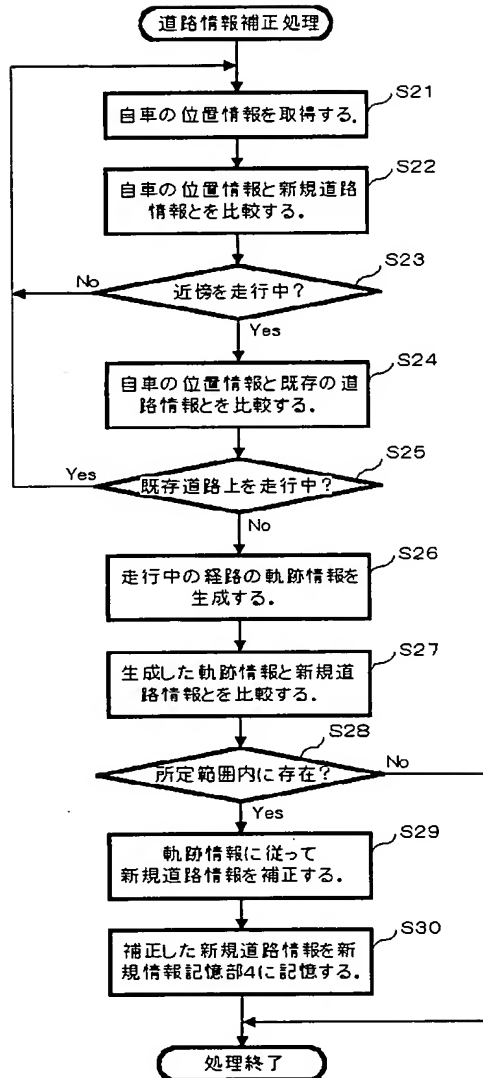 道路情報補正処理
S21
自車の位置情報を取得する。
S22
自車の位置情報と新規道路
情報とを比較する。
S23
近傍を走行中?
No
Yes
S24
自車の位置情報と既存の道
路情報とを比較する。
S25
既存道路上を走行中?
Yes
No
S26
走行中の経路の軌跡情報を
生成する。
S27
生成した軌跡情報と新規道
路情報とを比較する。
S28
所定範囲内に存在?
No
Yes
S29
軌跡情報に従って
新規道路情報を補正する。
S30
補正した新規道路情報を新
規情報記憶部4に記憶する。
処理終了